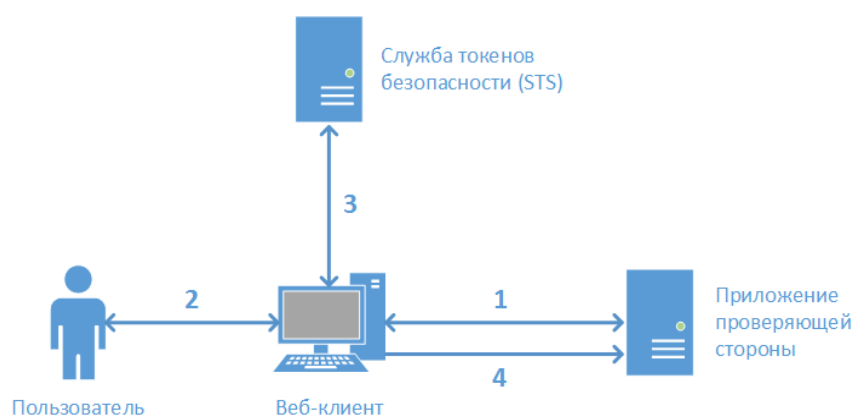 Служба токенов
безопасности (STS)
3
2
1
Приложение
проверяющей
стороны
4
Пользователь
Веб-клиент